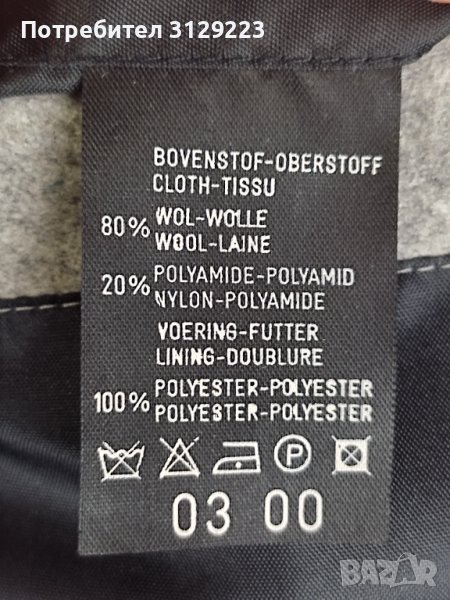 Потребител 3129223
BOVENSTOF-OBERSTOFF
CLOTH-TISSU
80% WOL-WOLLE
WOOL-LAINE
20% POLYAMIDE-POLYAMID
NYLON-POLYAMIDE
VOERING-FUTTER
LINING-DOUBLURE
100% POLYESTER-POLYESTER
POLYESTER-POLYESTER
P
03 00
BAZAR